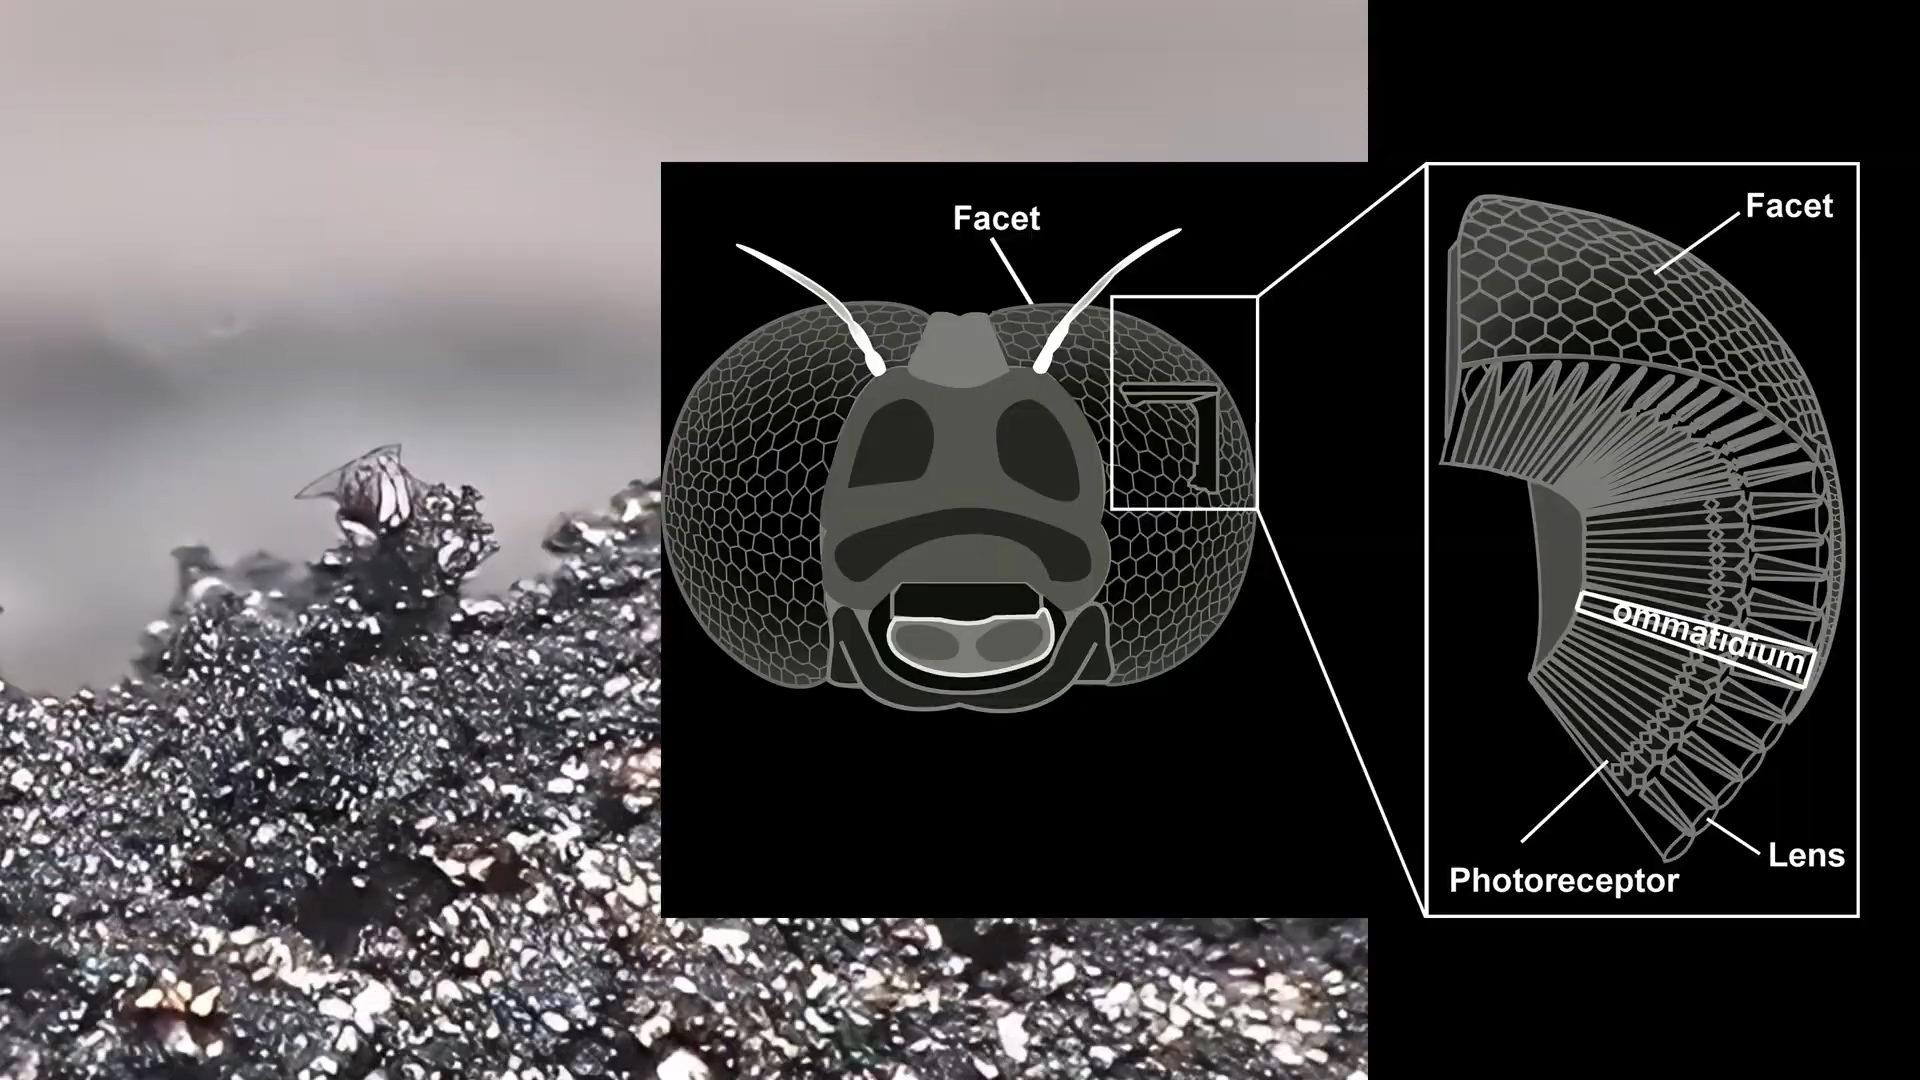 Facet
Facet
ommatidium
Photoreceptor
Lens